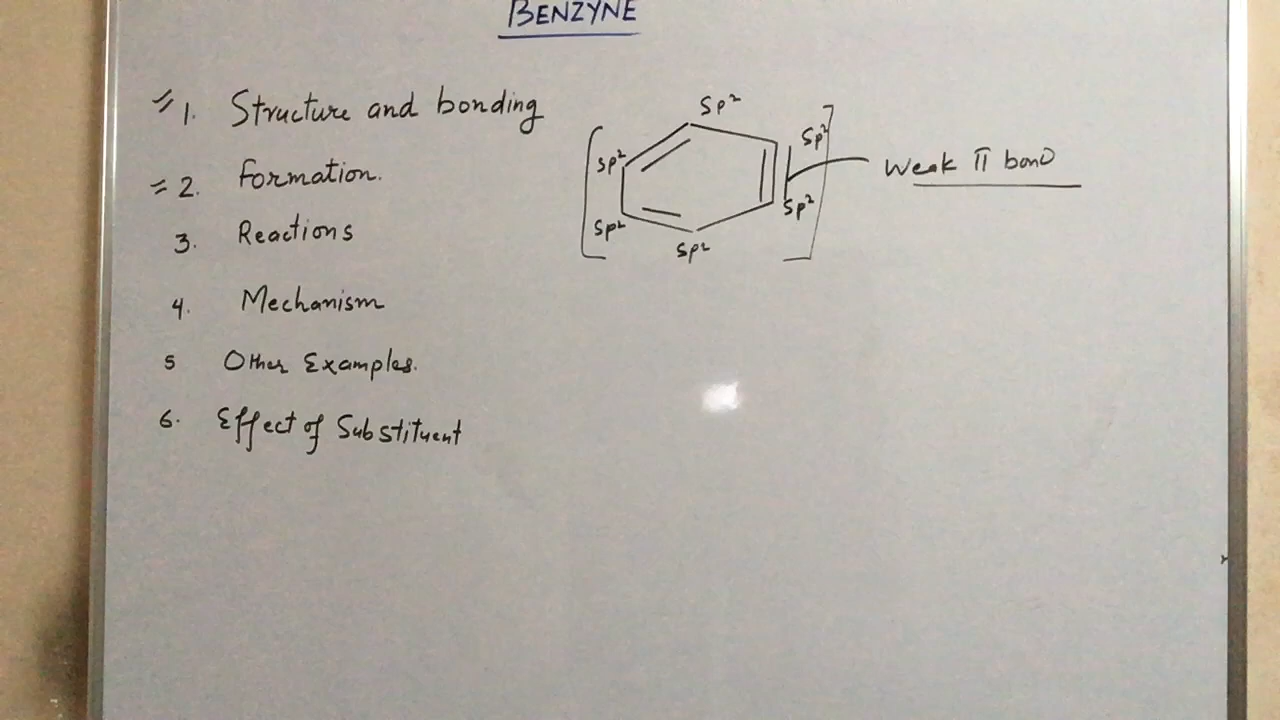 BENZYNE
1. Structure and bonding
2. Formation.
3. Reactions
4. Mechanism
5 Other Examples.
6. Effect of Substituent
Sp²
Sp²
Sp²
Weak π bond
Sp²
Sp²
Sp²